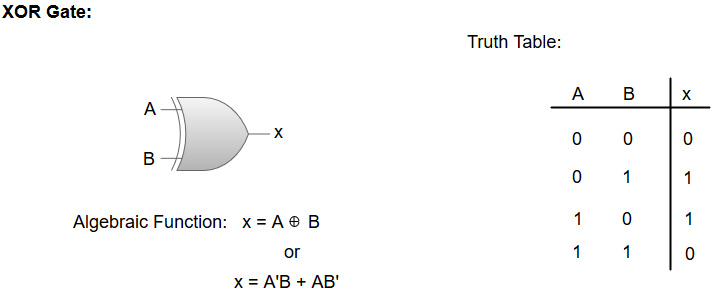 XOR Gate:
Truth Table:
A B x
A
B
x
0 0 0
0 1 1
1 0 1
1 1 0
Algebraic Function: x = A ⊕ B
or
x = A'B + AB'